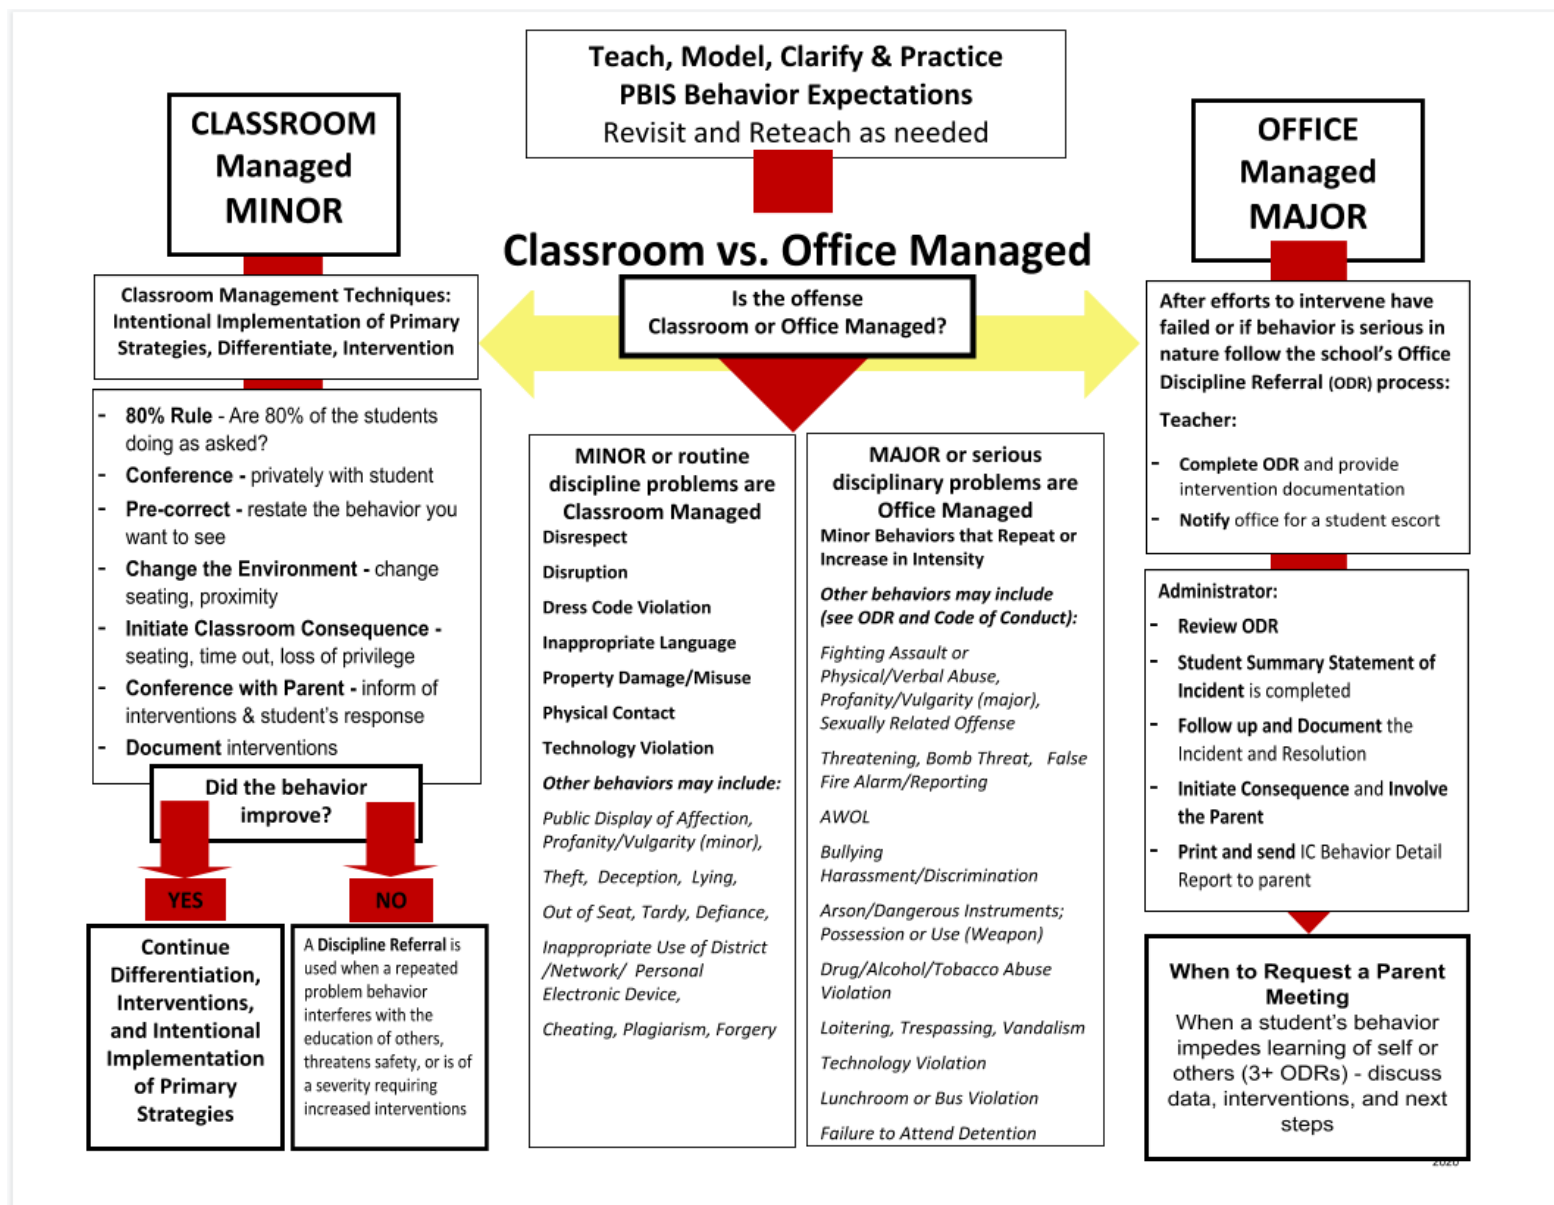 Teach, Model, Clarify & Practice
PBIS Behavior Expectations
Revisit and Reteach as needed
Classroom vs. Office Managed
Is the offense
Classroom or Office Managed?
CLASSROOM
Managed
MINOR
Classroom Management Techniques:
Intentional Implementation of Primary
Strategies, Differentiate, Intervention
- 80% Rule - Are 80% of the students
doing as asked?
- Conference - privately with student
- Pre-correct - restate the behavior you
want to see
- Change the Environment - change
seating, proximity
- Initiate Classroom Consequence -
seating, time out, loss of privilege
- Conference with Parent - inform of
interventions & student's response
- Document interventions
Did the behavior
improve?
YES
NO
Continue
Differentiation,
Interventions,
and Intentional
Implementation
of Primary
Strategies
A Discipline Referral is
used when a repeated
problem behavior
interferes with the
education of others,
threatens safety, or is of
a severity requiring
increased interventions
MINOR or routine
discipline problems are
Classroom Managed
Disrespect
Disruption
Dress Code Violation
Inappropriate Language
Property Damage/Misuse
Physical Contact
Technology Violation
Other behaviors may include:
Public Display of Affection,
Profanity/Vulgarity (minor),
Theft, Deception, Lying,
Out of Seat, Tardy, Defiance,
Inappropriate Use of District
/Network/ Personal
Electronic Device,
Cheating, Plagiarism, Forgery
MAJOR or serious
disciplinary problems are
Office Managed
Minor Behaviors that Repeat or
Increase in Intensity
Other behaviors may include
(see ODR and Code of Conduct):
Fighting Assault or
Physical/Verbal Abuse,
Profanity/Vulgarity (major),
Sexually Related Offense
Threatening, Bomb Threat, False
Fire Alarm/Reporting
AWOL
Bullying
Harassment/Discrimination
Arson/Dangerous Instruments;
Possession or Use (Weapon)
Drug/Alcohol/Tobacco Abuse
Violation
Loitering, Trespassing, Vandalism
Technology Violation
Lunchroom or Bus Violation
Failure to Attend Detention
OFFICE
Managed
MAJOR
After efforts to intervene have
failed or if behavior is serious in
nature follow the school's Office
Discipline Referral (ODR) process:
Teacher:
- Complete ODR and provide
intervention documentation
- Notify office for a student escort
Administrator:
- Review ODR
- Student Summary Statement of
Incident is completed
- Follow up and Document the
Incident and Resolution
- Initiate Consequence and Involve
the Parent
- Print and send IC Behavior Detail
Report to parent
When to Request a Parent
Meeting
When a student's behavior
impedes learning of self or
others (3+ ODRs) - discuss
data, interventions, and next
steps
2020